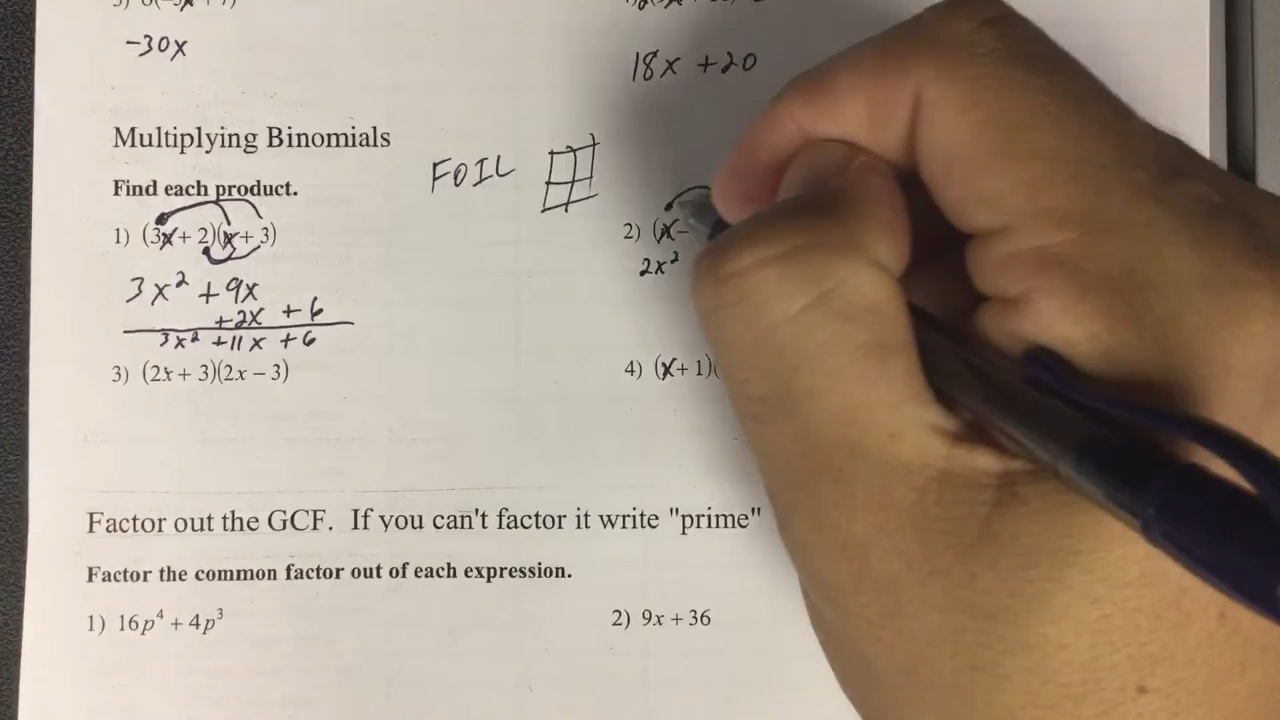 -30x
18x +20
Multiplying Binomials
FOIL
Find each product.
1) (3x + 2)(x + 3)
3x² +9x
+2x +6
3x² +11x +6
2) (x –
2x²
3) (2x + 3)(2x – 3)
4) (x + 1)(
Factor out the GCF. If you can't factor it write "prime"
Factor the common factor out of each expression.
1) 16p⁴ + 4p³
2) 9x + 36